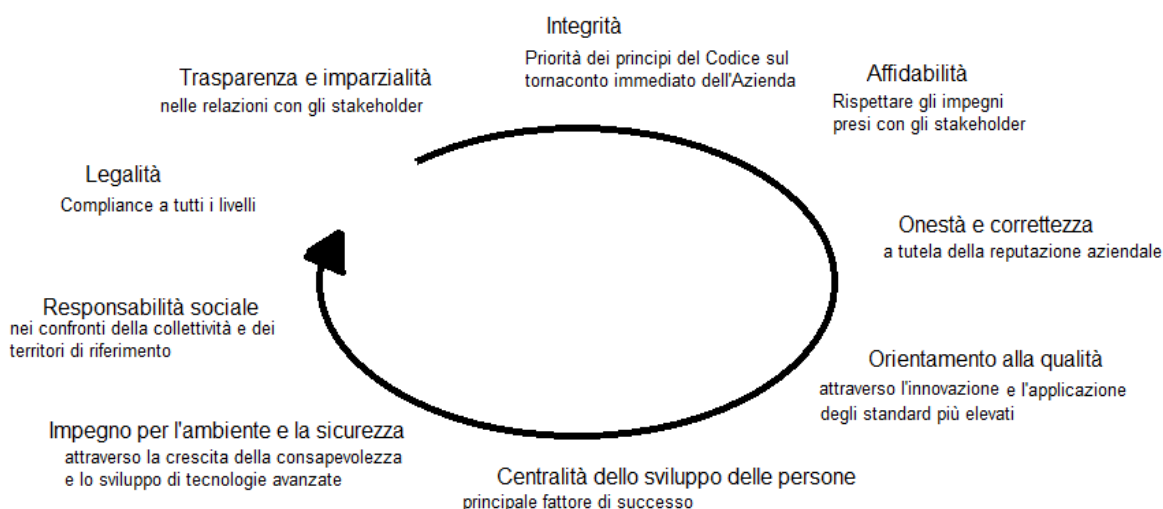 Integrità
Priorità dei principi del Codice sul
tornaconto immediato dell'Azienda
Affidabilità
Rispettare gli impegni
presi con gli stakeholder
Onestà e correttezza
a tutela della reputazione aziendale
Orientamento alla qualità
attraverso l'innovazione e l'applicazione
degli standard più elevati
Centralità dello sviluppo delle persone
principale fattore di successo
Impegno per l'ambiente e la sicurezza
attraverso la crescita della consapevolezza
e lo sviluppo di tecnologie avanzate
Responsabilità sociale
nei confronti della collettività e dei
territori di riferimento
Legalità
Compliance a tutti i livelli
Trasparenza e imparzialità
nelle relazioni con gli stakeholder